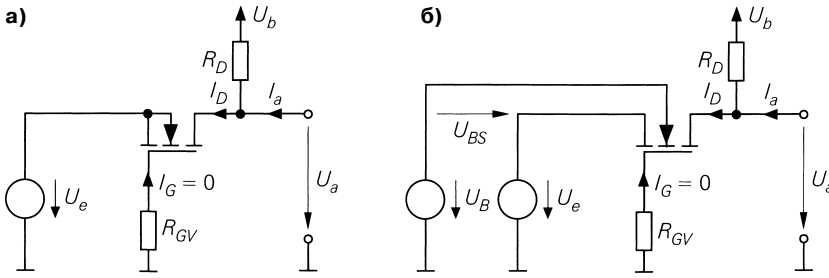 а)
U_b
R_D
I_D
I_a
U_e
I_G = 0
R_GV
U_a
б)
U_b
R_D
I_D
I_a
U_BS
U_B
U_e
I_G = 0
R_GV
U_a